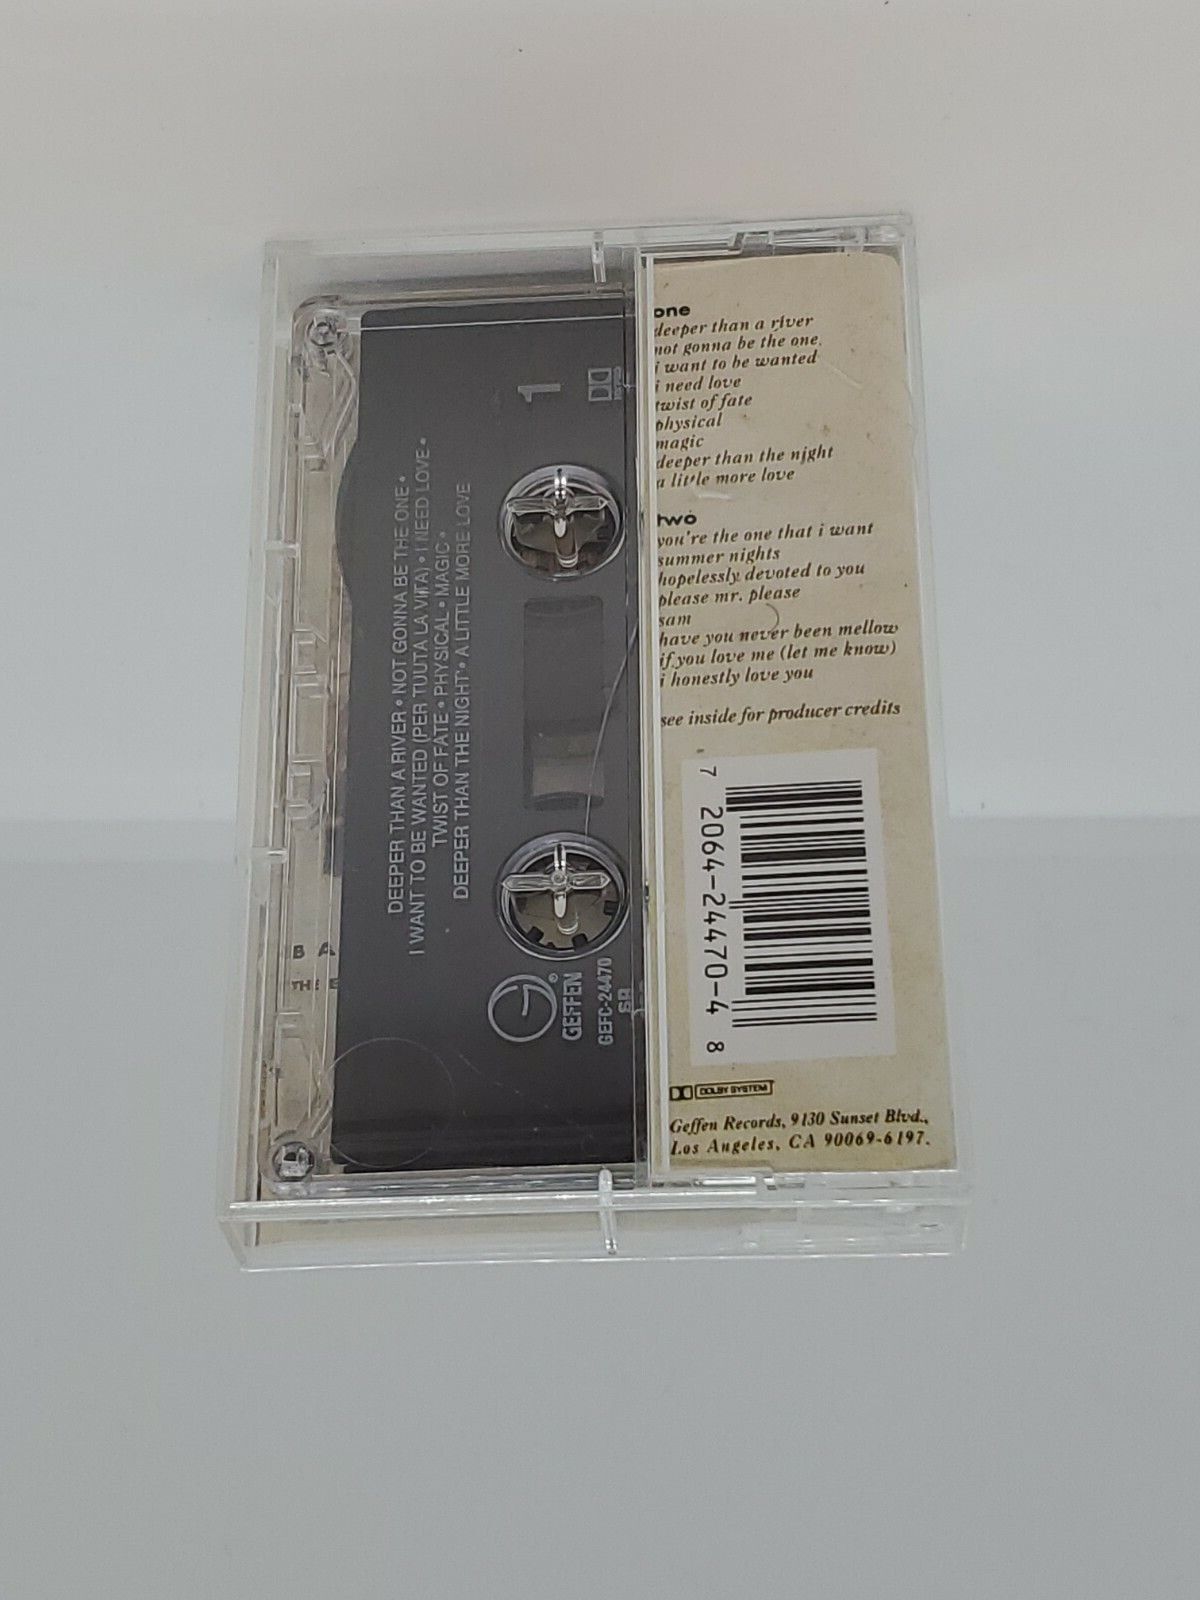 one
deeper than a river
not gonna be the one
i want to be wanted
i need love
twist of fate
physical
magic
deeper than the night
a little more love
two
you're the one that i want
summer nights
hopelessly devoted to you
please mr. please
sam
have you never been mellow
if you love me (let me know)
i honestly love you
see inside for producer credits
7 2064-24470-4 8
DOLBY SYSTEM
Geffen Records, 9130 Sunset Blvd.,
Los Angeles, CA 90069-6197.
1
DEEPER THAN A RIVER • NOT GONNA BE THE ONE •
I WANT TO BE WANTED (PER TUUTA LA VIITA) • I NEED LOVE •
TWIST OF FATE • PHYSICAL • MAGIC •
DEEPER THAN THE NIGHT • A LITTLE MORE LOVE
GEFFEN®
GEFC-24470
SR
B A
THE